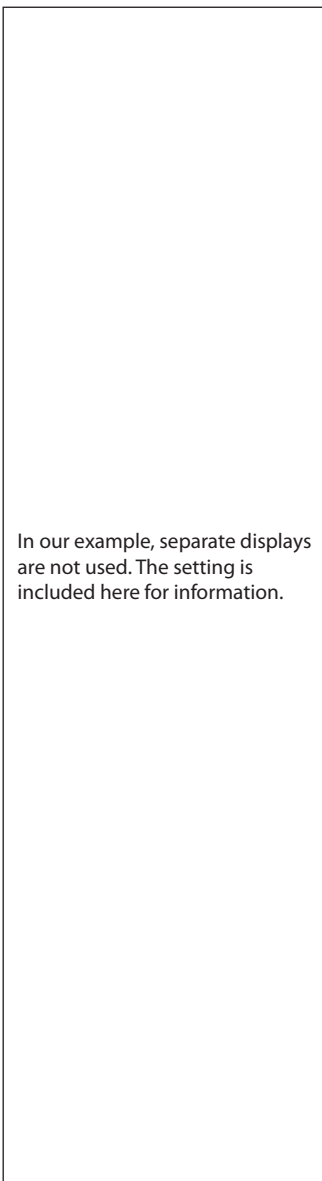 In our example, separate displays
are not used. The setting is
included here for information.